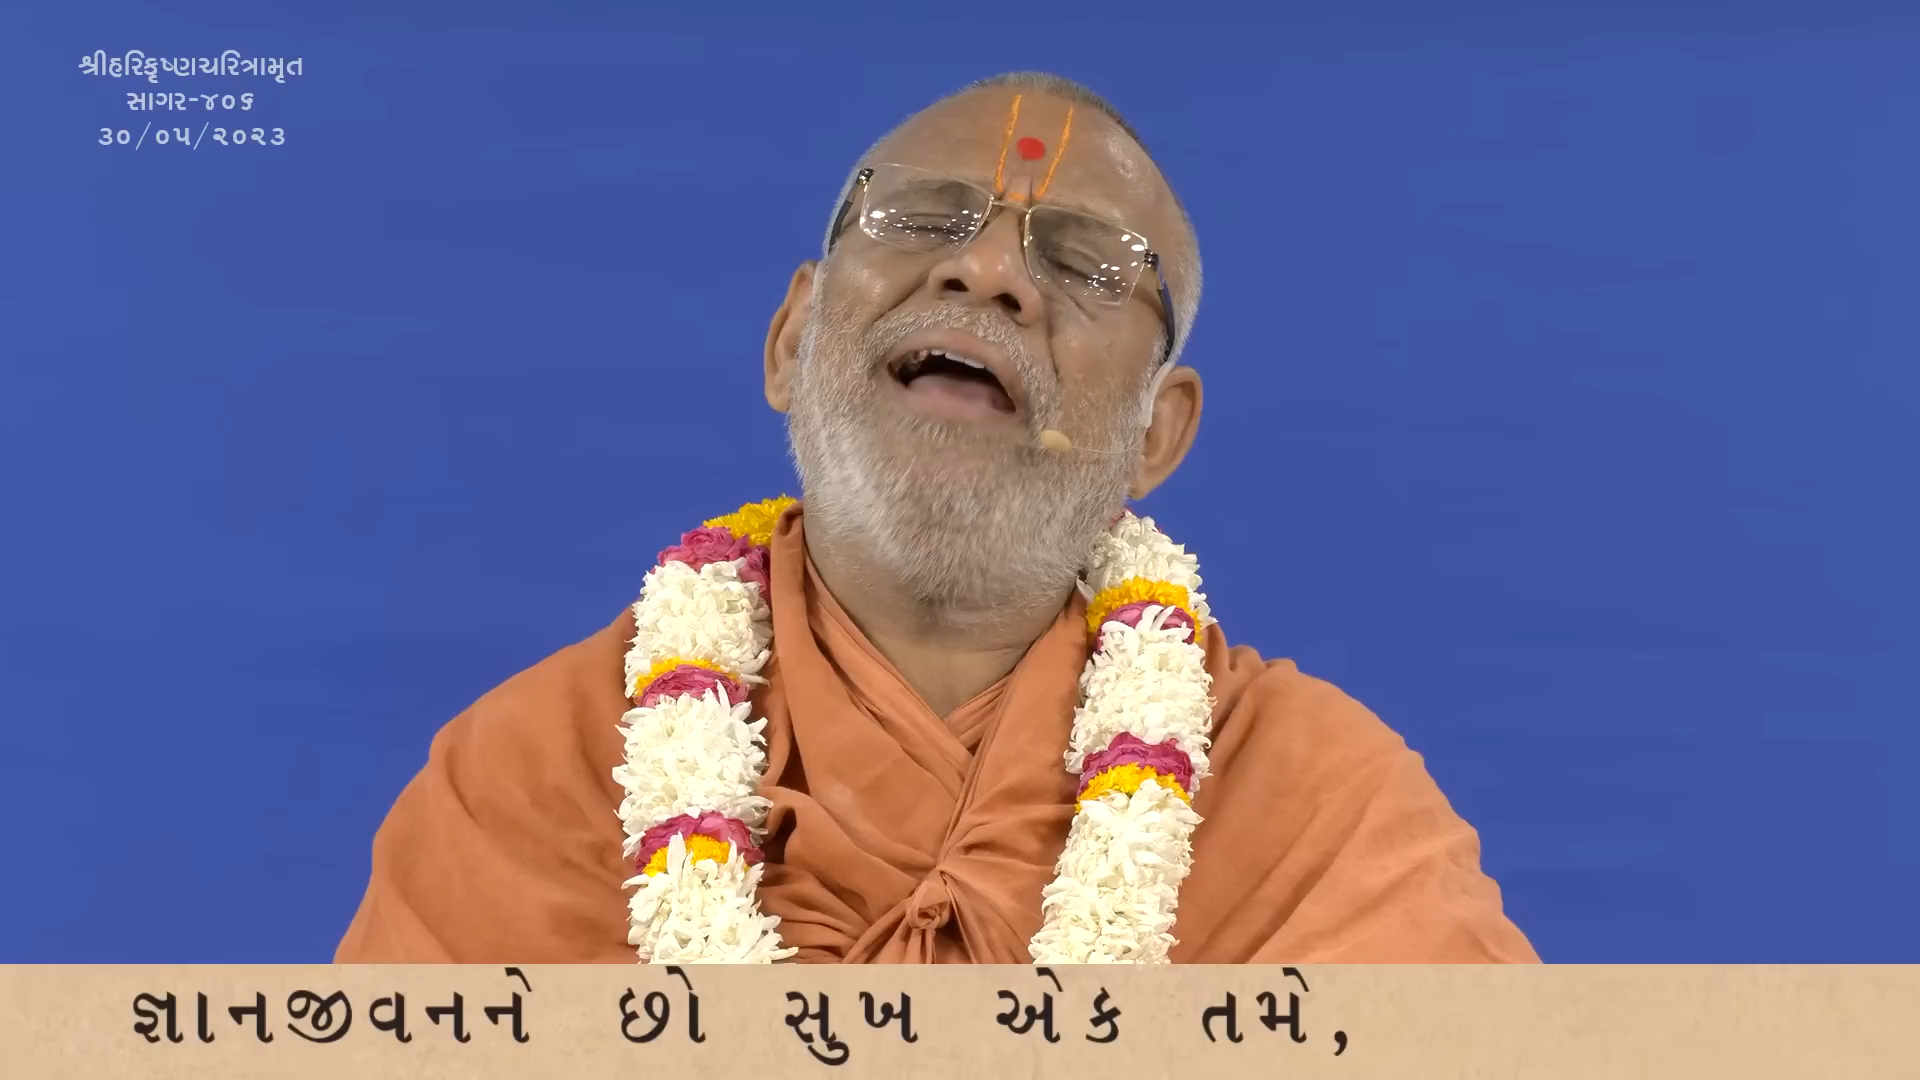 શ્રીહરિકૃષ્ણચરિત્રામૃત
સાગર-૪૦૬
૩૦/૦૫/૨૦૨૩
જ્ઞાનજીવનને છો સુખ એક તમે,